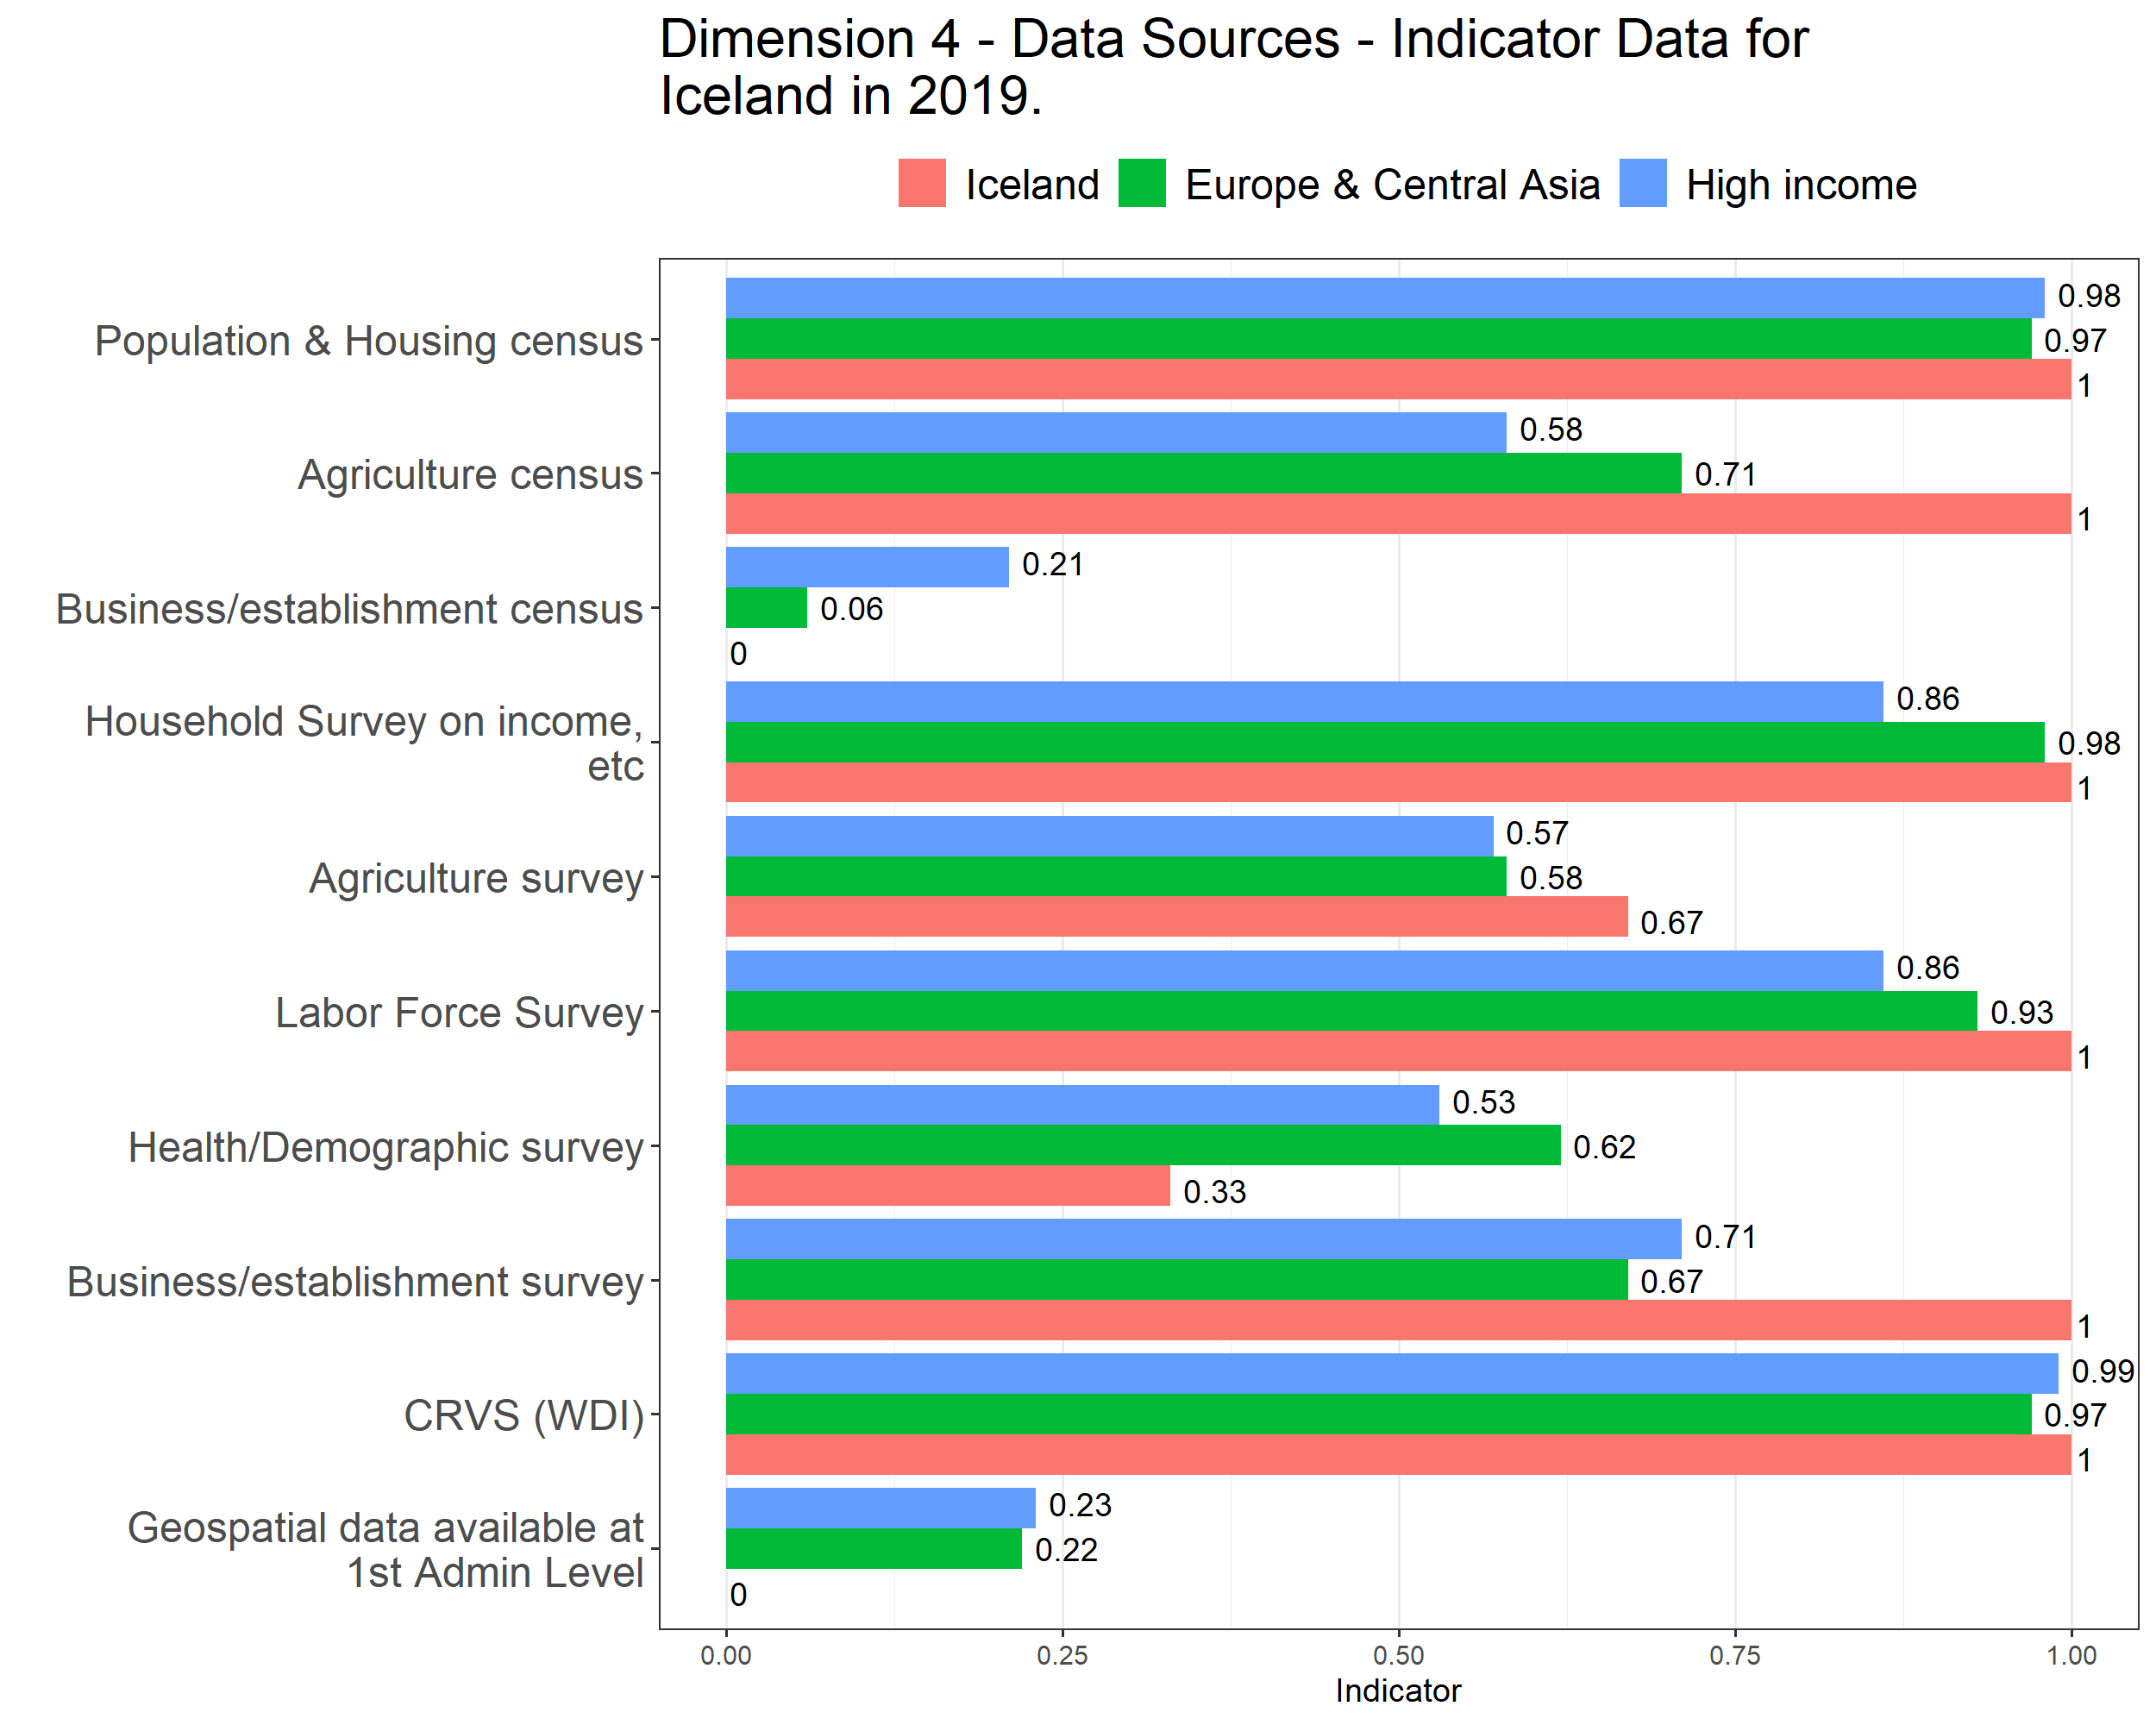 Dimension 4 - Data Sources - Indicator Data for
Iceland in 2019.
Iceland
Europe & Central Asia
High income
Population & Housing census
0.98
0.97
1
Agriculture census
0.58
0.71
1
Business/establishment census
0.21
0.06
0
Household Survey on income,
etc
0.86
0.98
1
Agriculture survey
0.57
0.58
0.67
Labor Force Survey
0.86
0.93
1
Health/Demographic survey
0.53
0.62
0.33
Business/establishment survey
0.71
0.67
1
CRVS (WDI)
0.99
0.97
1
Geospatial data available at
1st Admin Level
0.23
0.22
0
0.00
0.25
0.50
0.75
1.00
Indicator